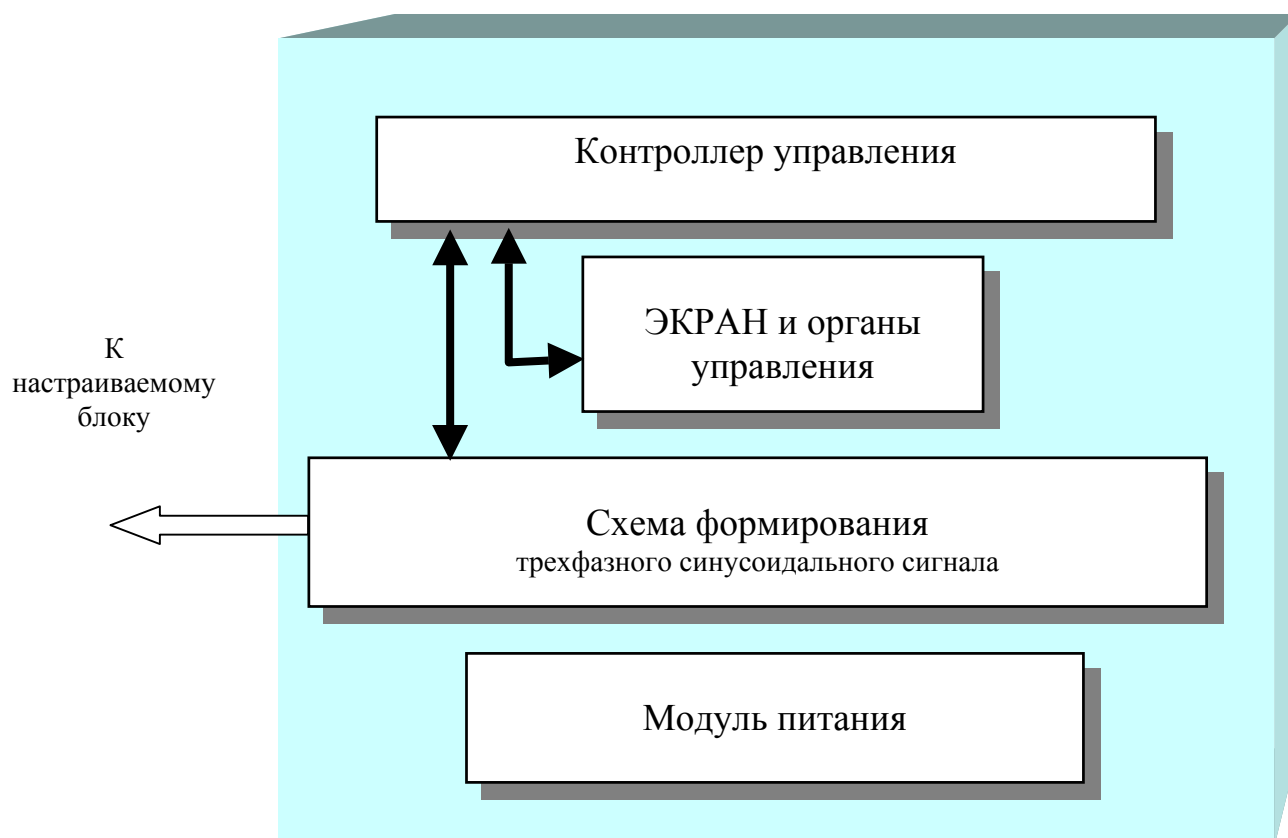 Контроллер управления
ЭКРАН и органы
управления
К
настраиваемому
блоку
Схема формирования
трехфазного синусоидального сигнала
Модуль питания